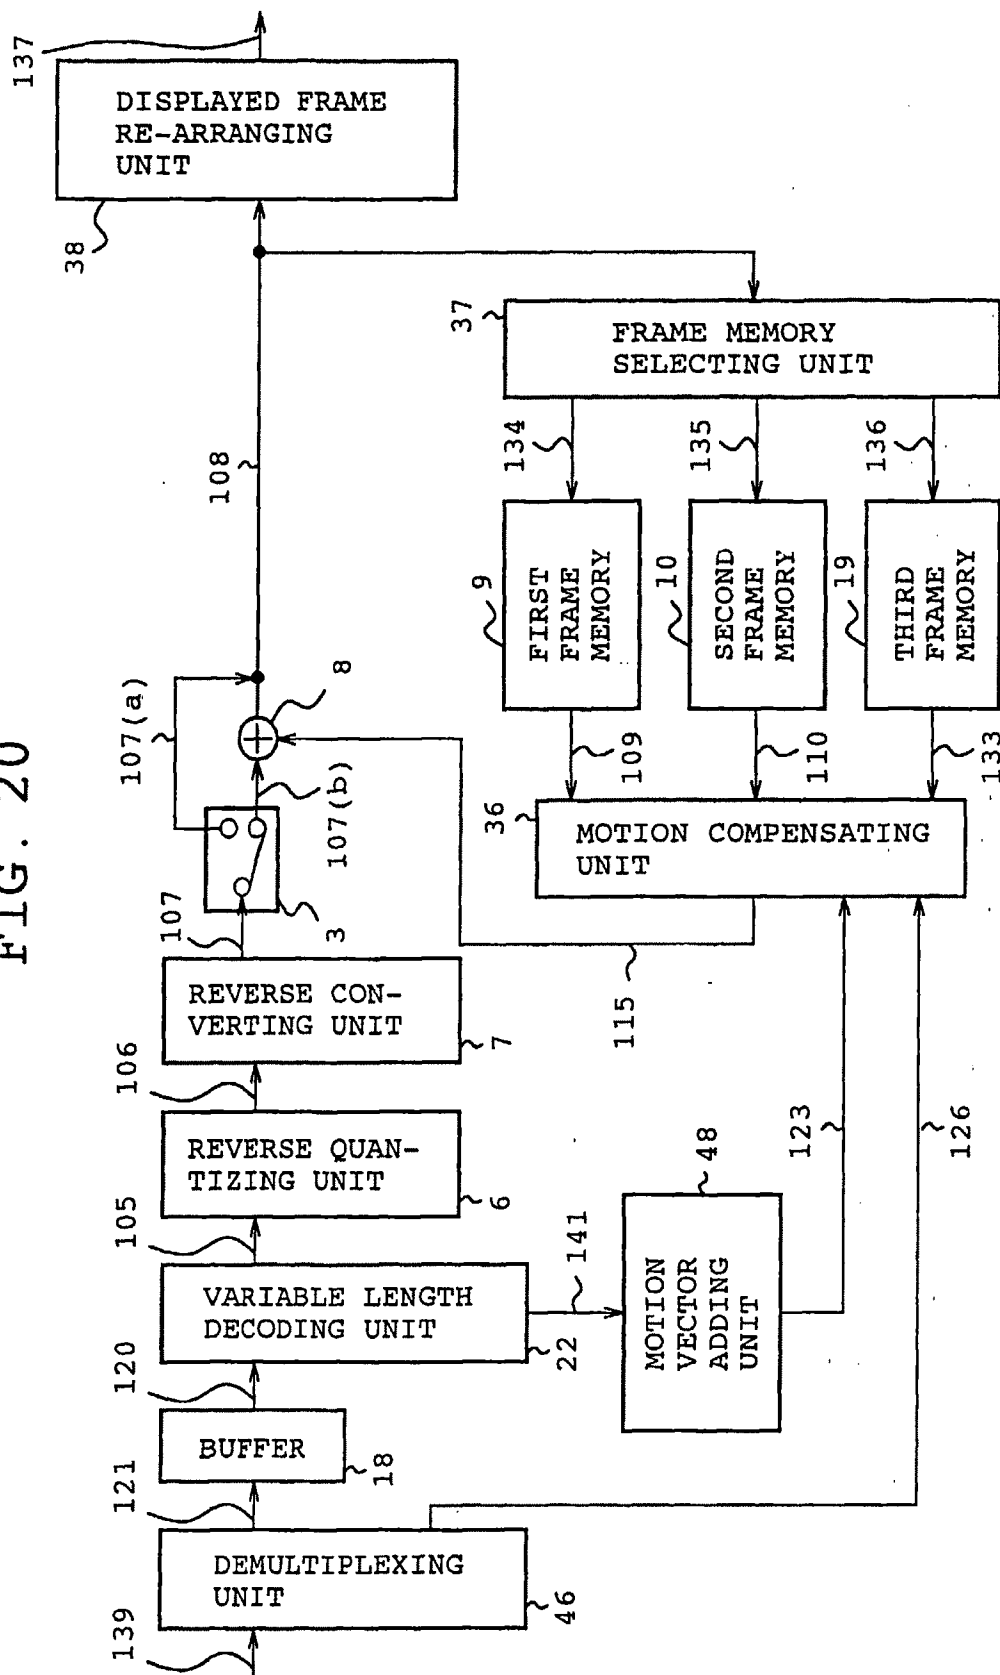 FIG. 20
137
DISPLAYED FRAME
RE-ARRANGING
UNIT
38
37
FRAME MEMORY
SELECTING UNIT
108
134
135
136
9
FIRST
FRAME
MEMORY
10
SECOND
FRAME
MEMORY
19
THIRD
FRAME
MEMORY
107(a)
8
107(b)
109
110
133
36
MOTION COMPENSATING
UNIT
107
3
REVERSE CON-
VERTING UNIT
7
115
106
REVERSE QUAN-
TIZING UNIT
6
123
126
105
48
VARIABLE LENGTH
DECODING UNIT
22
141
MOTION
VECTOR
ADDING
UNIT
120
BUFFER
18
121
DEMULTIPLEXING
UNIT
46
139